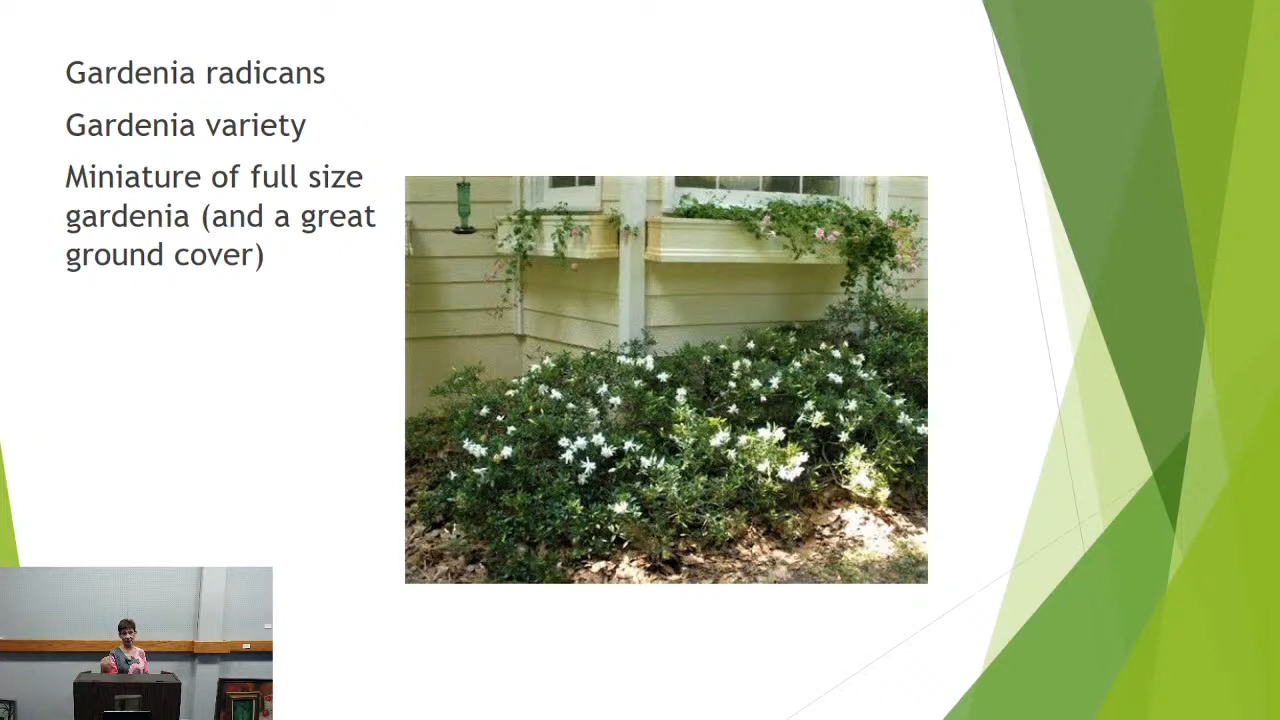 Gardenia radicans
Gardenia variety
Miniature of full size
gardenia (and a great
ground cover)